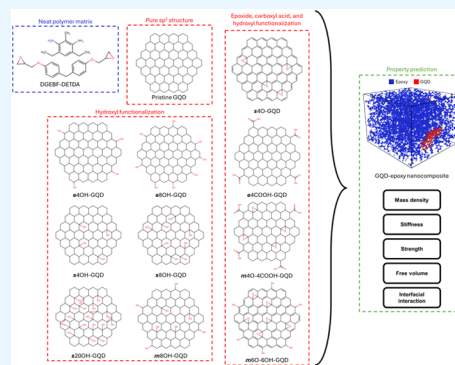 Neat polymer matrix
DGEBF-DETDA
Pure sp² structure
Pristine GQD
Epoxide, carboxyl acid, and
hydroxyl functionalization
s4O-GQD
e4COOH-GQD
m4O-4COOH-GQD
m6O-6OH-GQD
Hydroxyl functionalization
e4OH-GQD
e8OH-GQD
s4OH-GQD
s8OH-GQD
s20OH-GQD
m8OH-GQD
Property prediction
Epoxy
GQD
GQD-epoxy nanocomposite
Mass density
Stiffness
Strength
Free volume
Interfacial
interaction